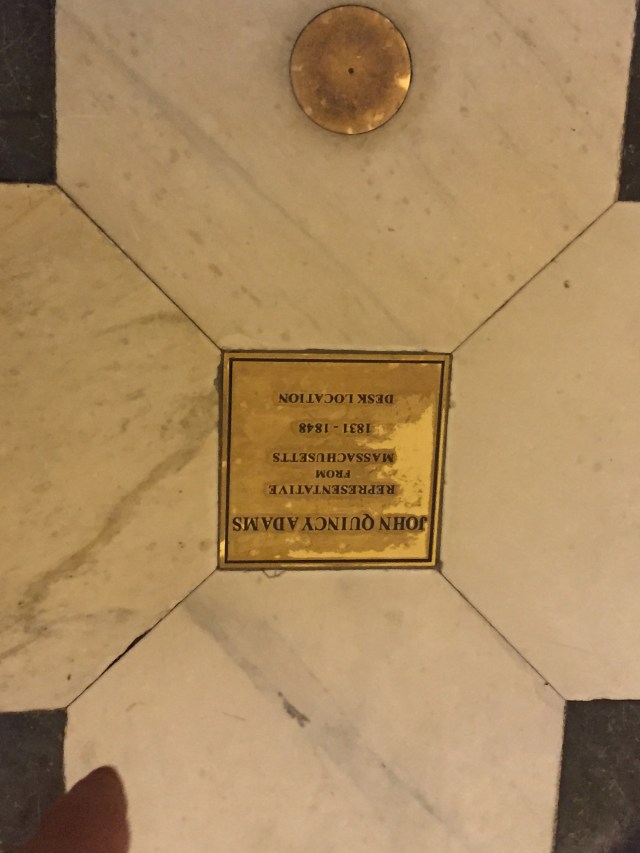 JOHN QUINCY ADAMS
REPRESENTATIVE
FROM
MASSACHUSETTS
1831 - 1848
DESK LOCATION